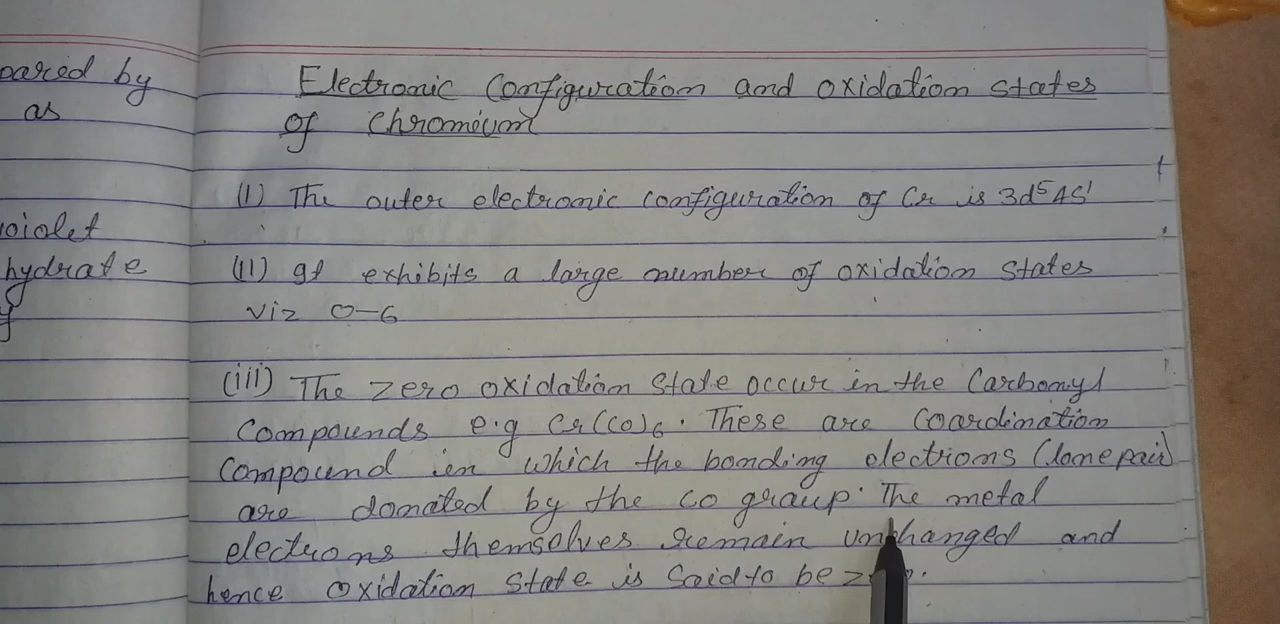 pared by
as
violet
hydrate
y
Electronic Configuration and oxidation states
of Chromium
(I) The outer electronic configuration of Cr is 3d⁵ 4S¹
(II) It exhibits a large number of oxidation states
viz 0-6
(iii) The zero oxidation state occur in the Carbonyl
Compounds e.g Cr(CO)₆. These are Coordination
Compound in which the bonding electrons (lone pair)
are donated by the CO group. The metal
electrons themselves remain unchanged and
hence oxidation state is said to be